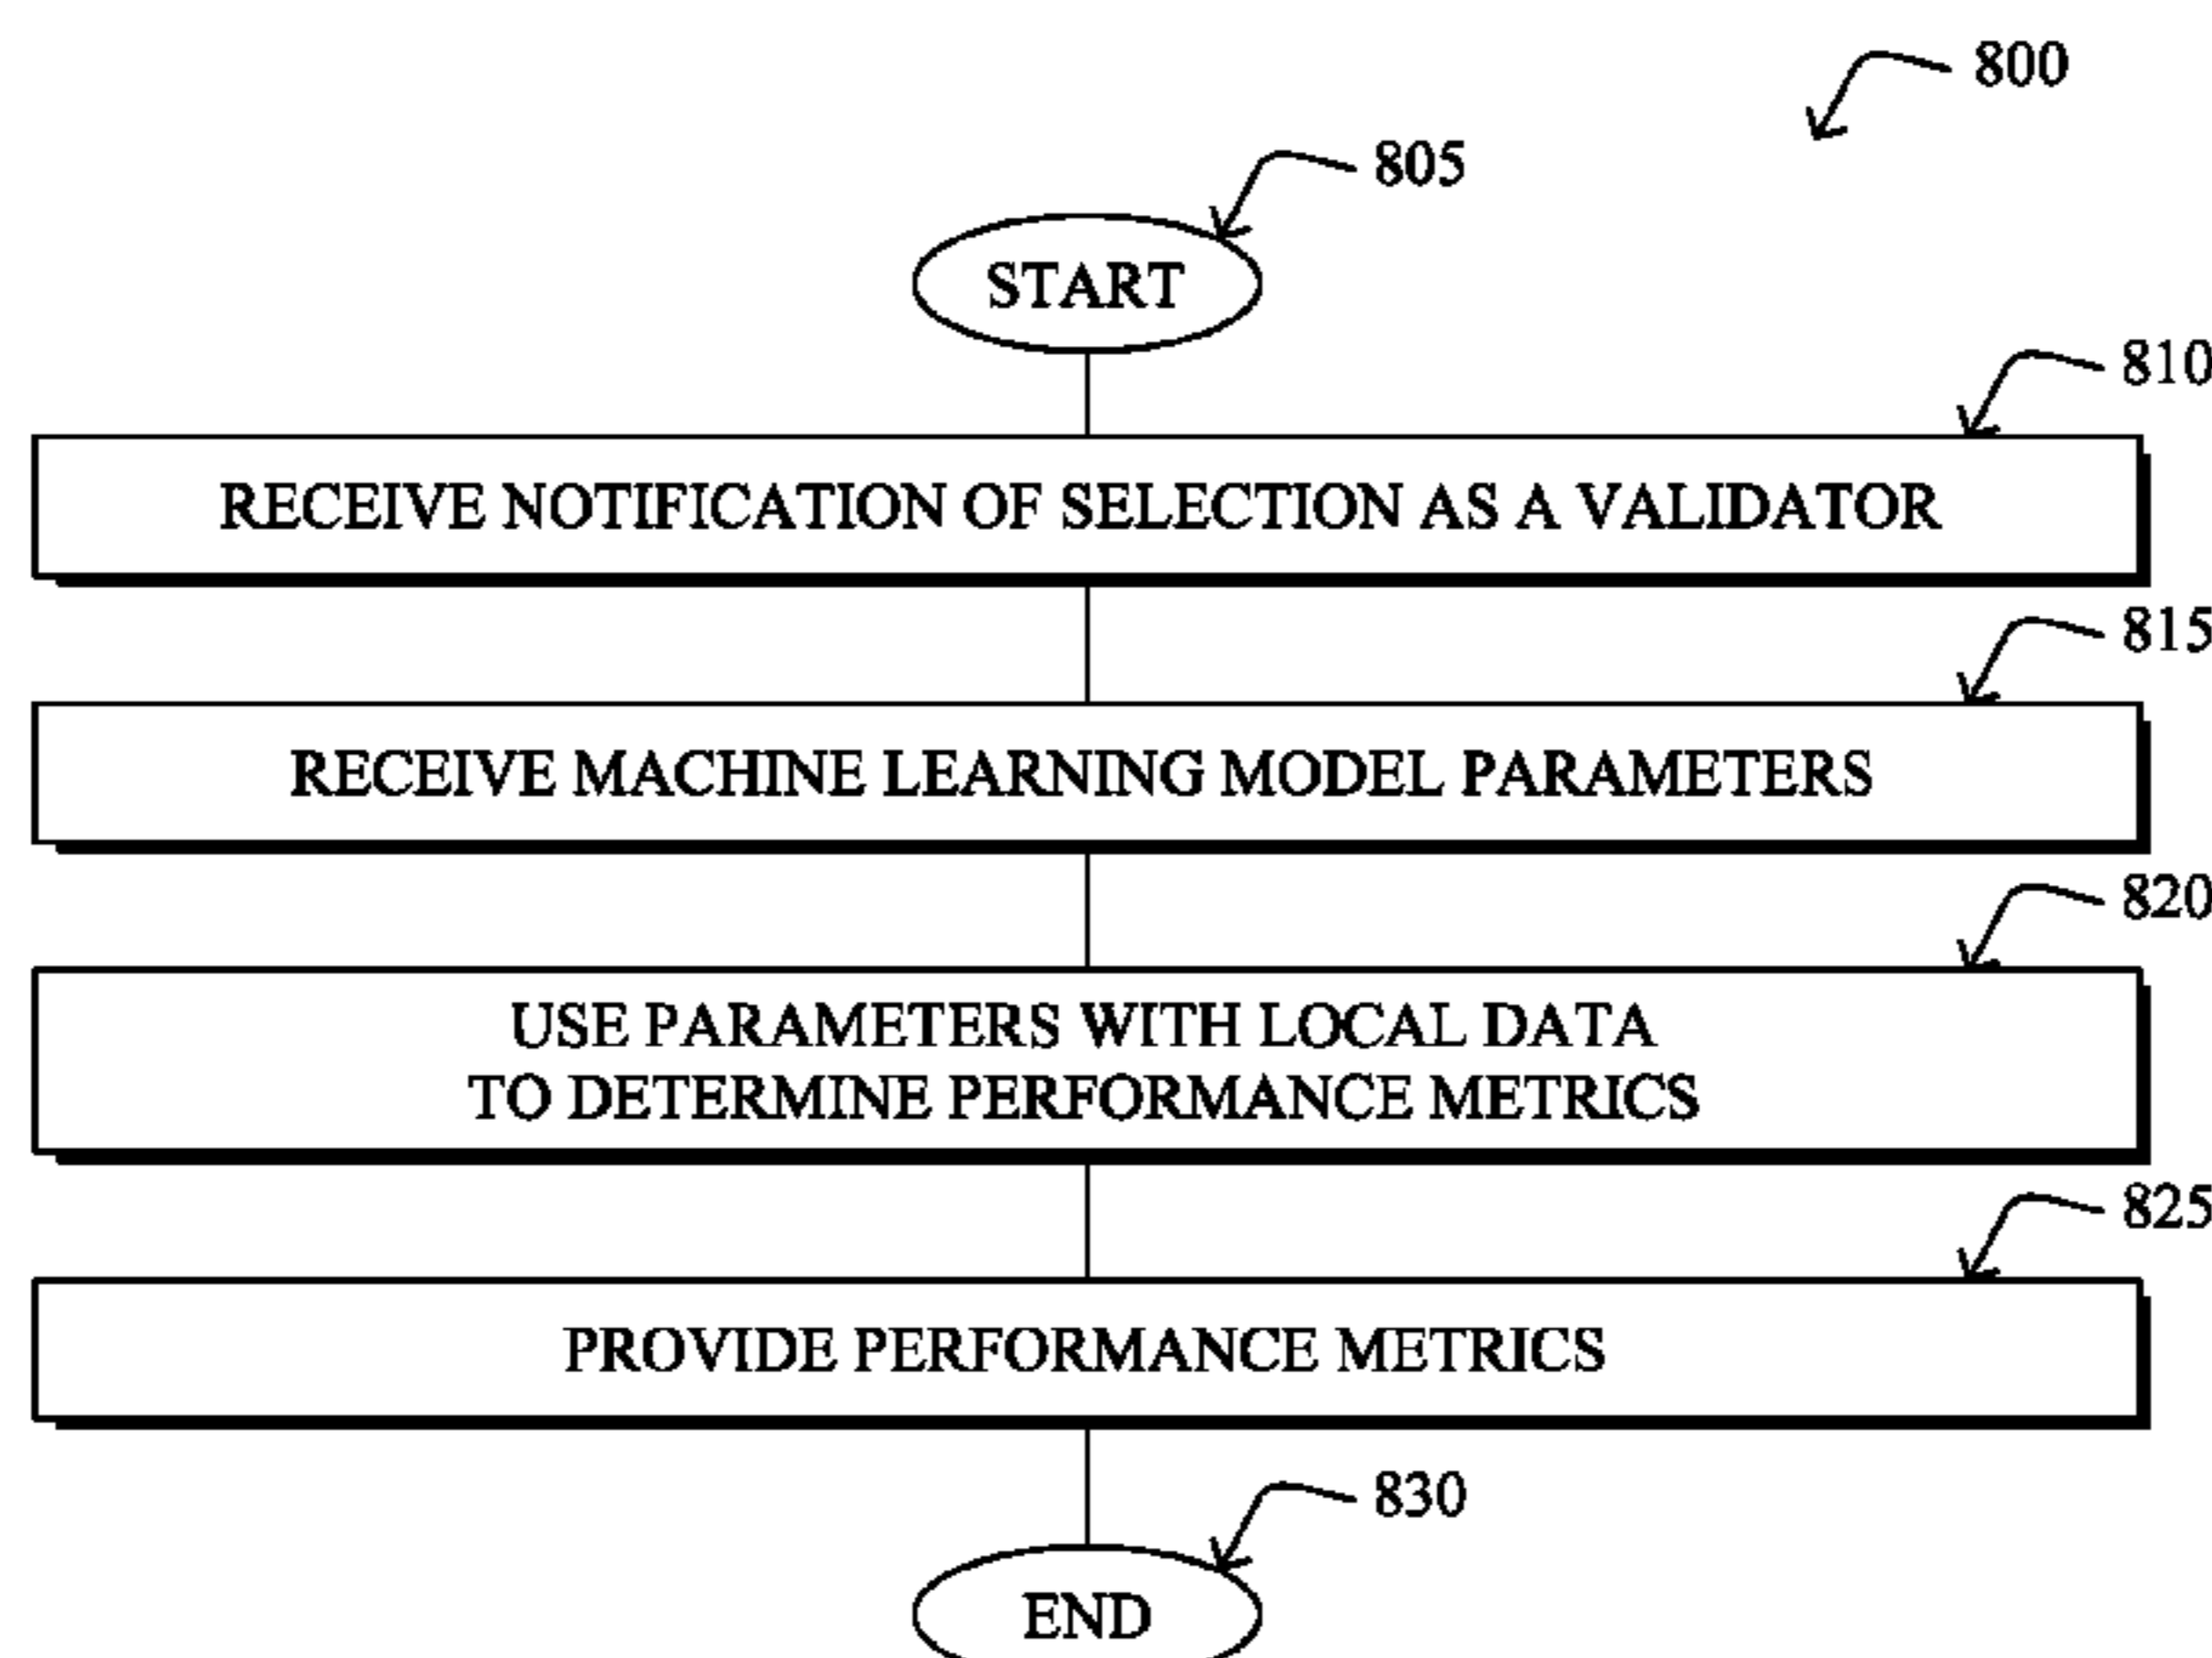 800
805
START
810
RECEIVE NOTIFICATION OF SELECTION AS A VALIDATOR
815
RECEIVE MACHINE LEARNING MODEL PARAMETERS
820
USE PARAMETERS WITH LOCAL DATA
TO DETERMINE PERFORMANCE METRICS
825
PROVIDE PERFORMANCE METRICS
830
END